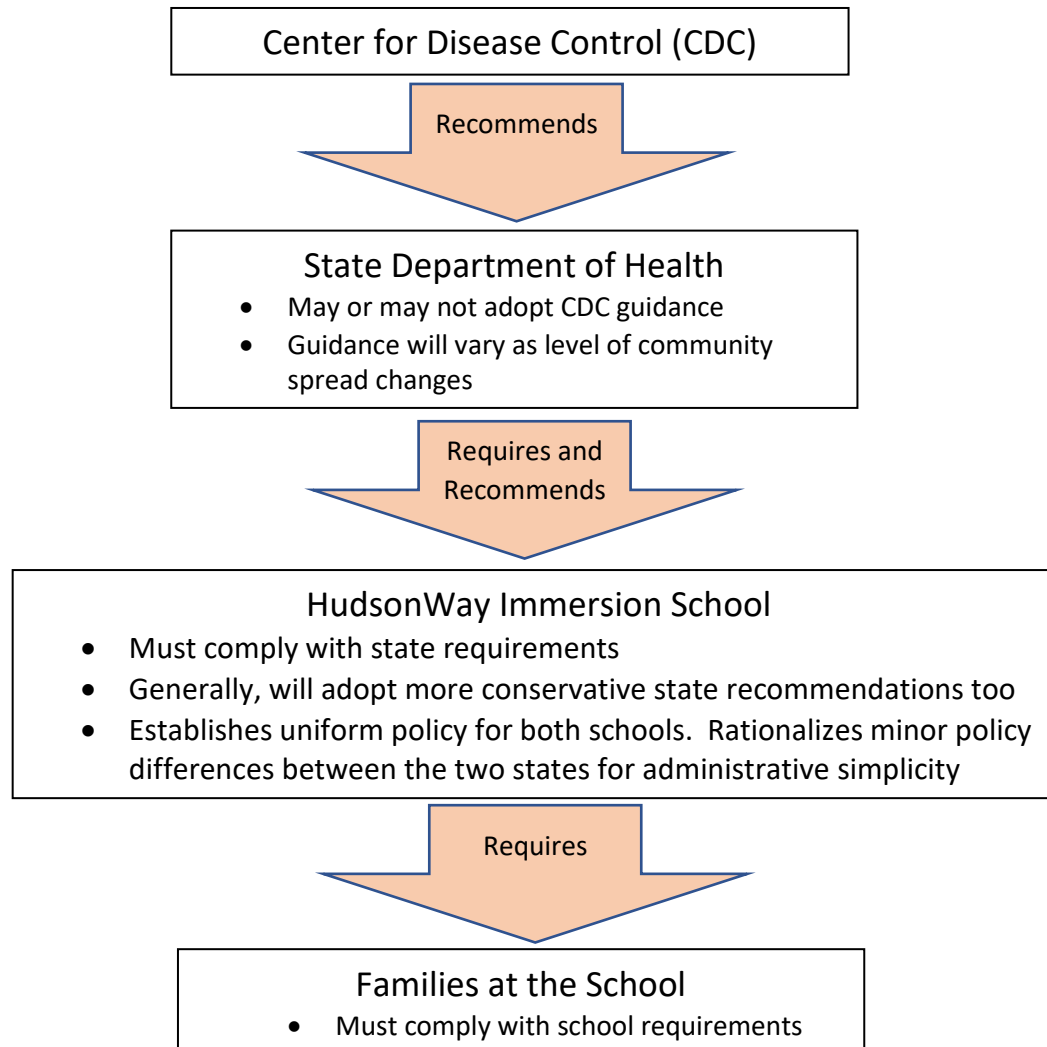 Center for Disease Control (CDC)
Recommends
State Department of Health
• May or may not adopt CDC guidance
• Guidance will vary as level of community
spread changes
Requires and
Recommends
HudsonWay Immersion School
• Must comply with state requirements
• Generally, will adopt more conservative state recommendations too
• Establishes uniform policy for both schools.  Rationalizes minor policy
differences between the two states for administrative simplicity
Requires
Families at the School
• Must comply with school requirements